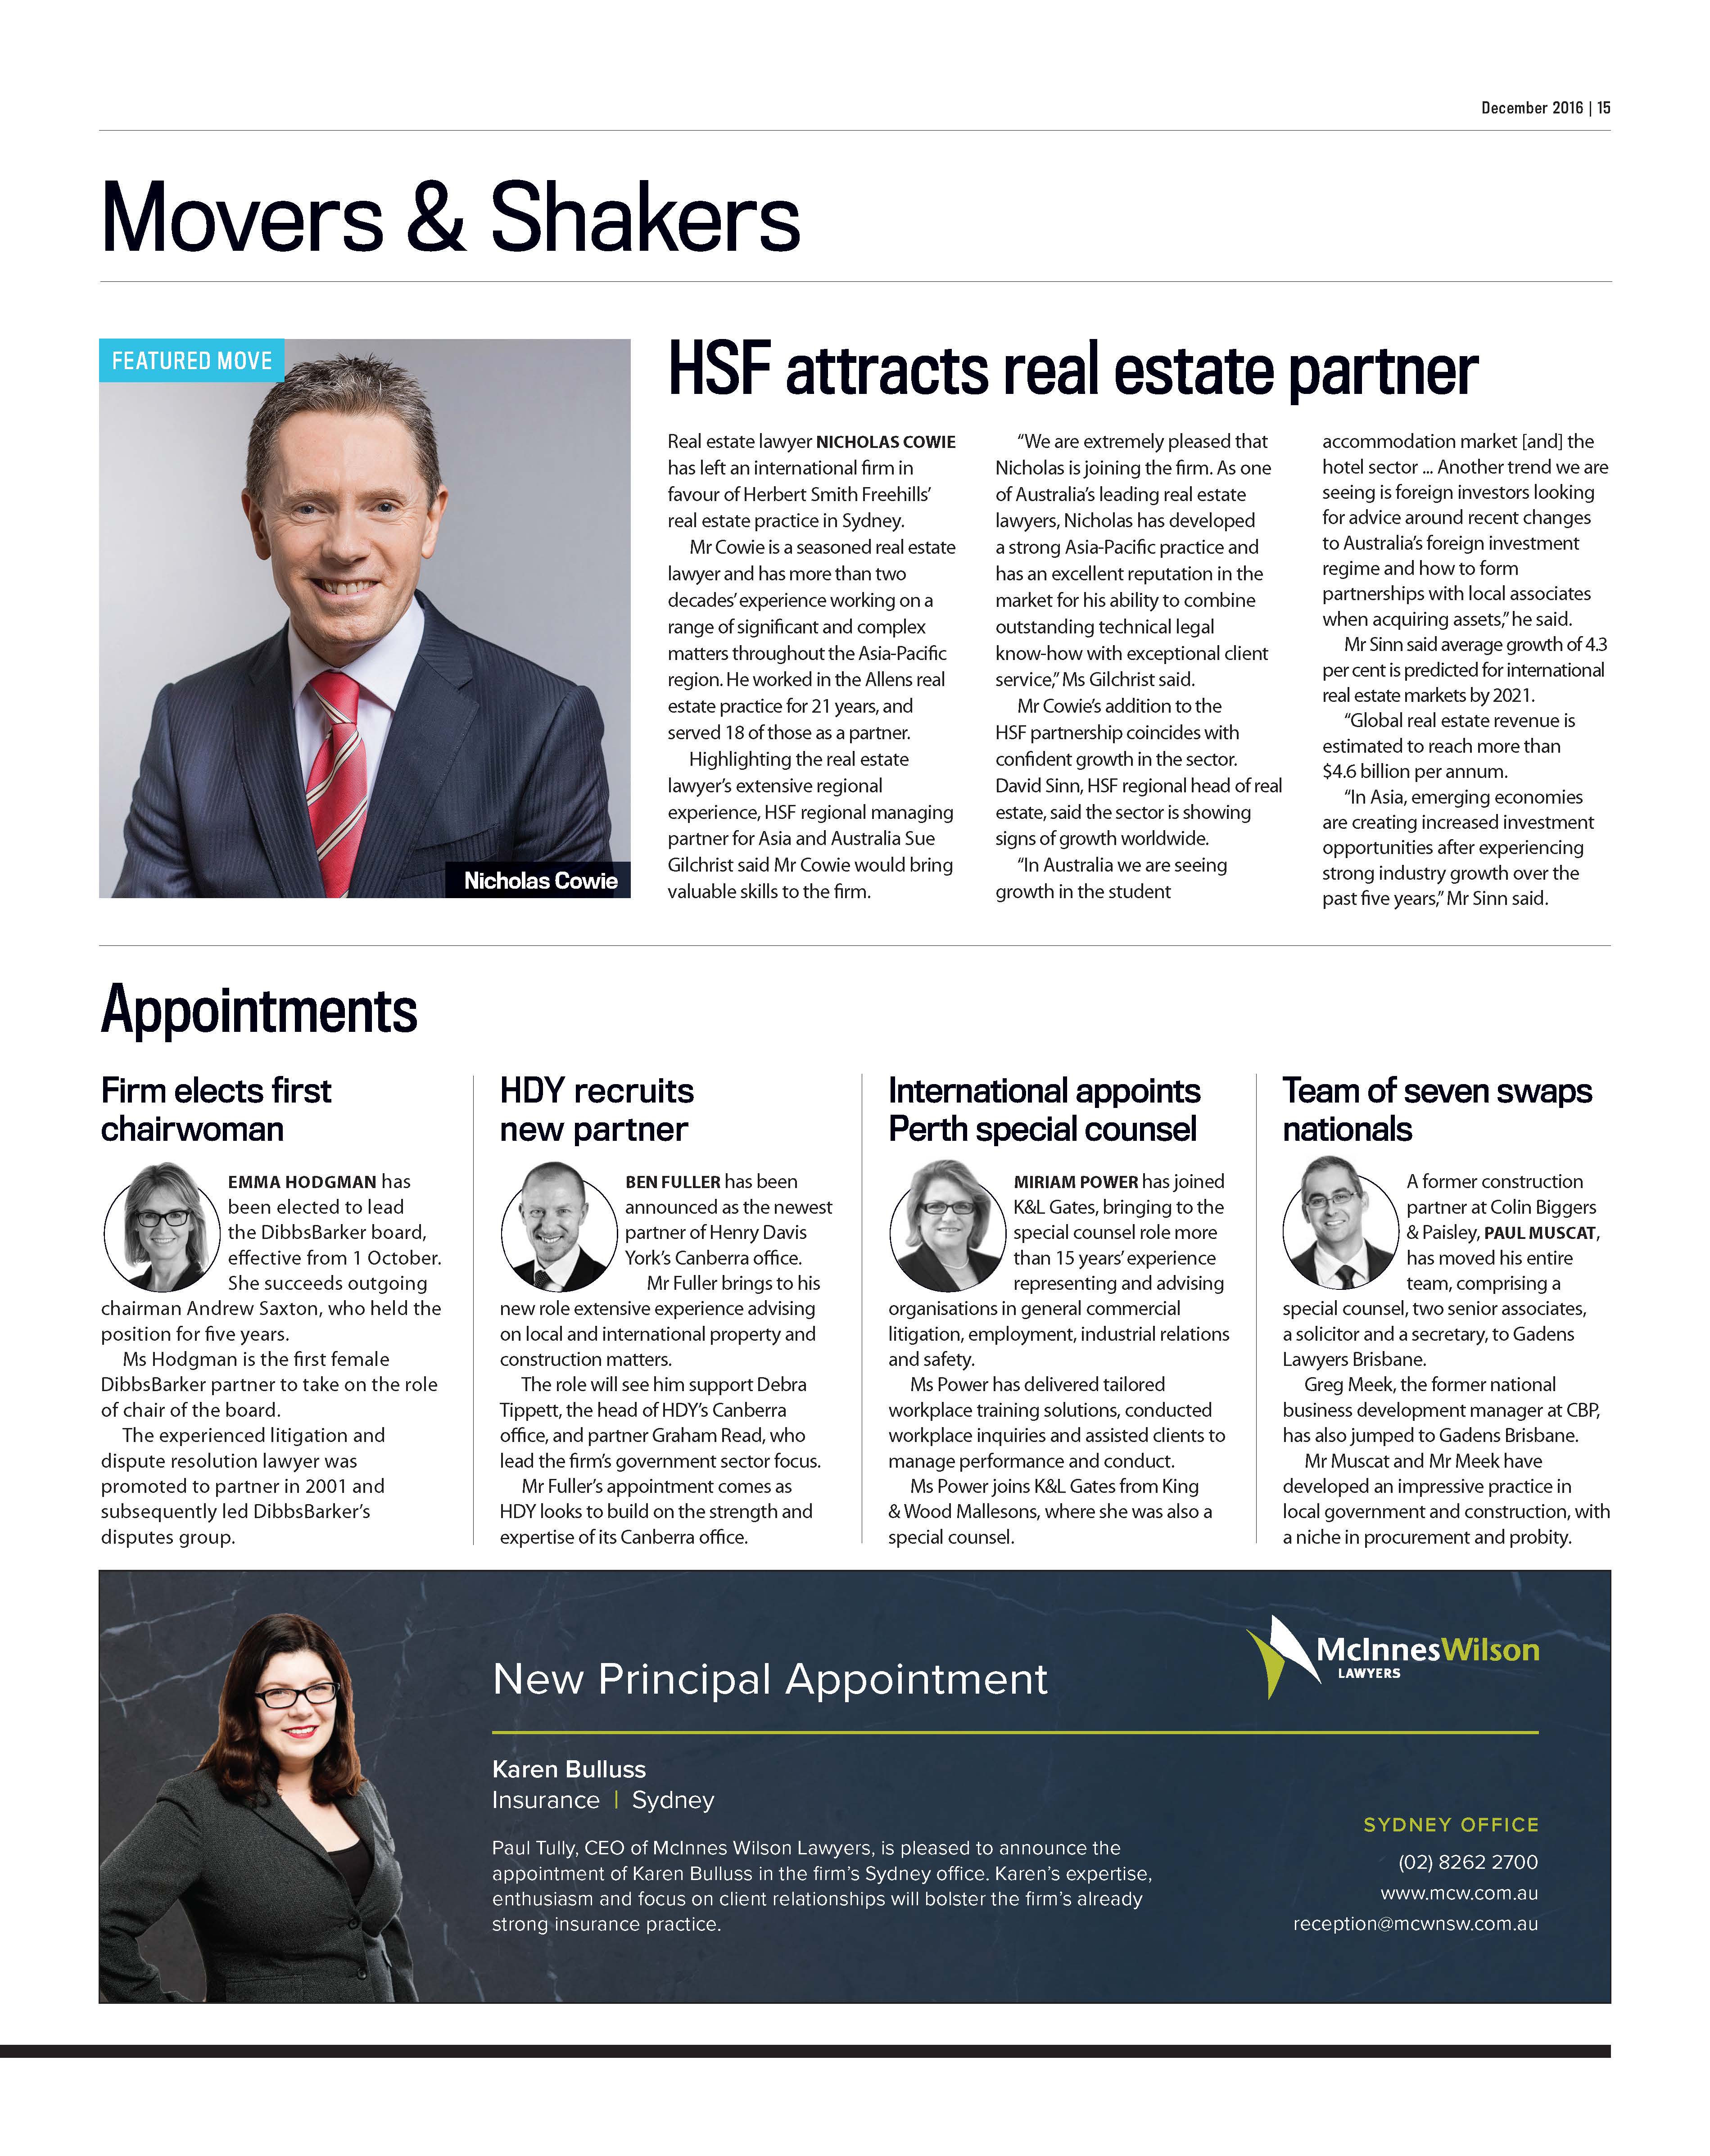 December 2016 | 15
Movers & Shakers
FEATURED MOVE
Nicholas Cowie
HSF attracts real estate partner
Real estate lawyer NICHOLAS COWIE
has left an international firm in
favour of Herbert Smith Freehills’
real estate practice in Sydney.
Mr Cowie is a seasoned real estate
lawyer and has more than two
decades’ experience working on a
range of significant and complex
matters throughout the Asia-Pacific
region. He worked in the Allens real
estate practice for 21 years, and
served 18 of those as a partner.
Highlighting the real estate
lawyer’s extensive regional
experience, HSF regional managing
partner for Asia and Australia Sue
Gilchrist said Mr Cowie would bring
valuable skills to the firm.
“We are extremely pleased that
Nicholas is joining the firm. As one
of Australia’s leading real estate
lawyers, Nicholas has developed
a strong Asia-Pacific practice and
has an excellent reputation in the
market for his ability to combine
outstanding technical legal
know-how with exceptional client
service,” Ms Gilchrist said.
Mr Cowie’s addition to the
HSF partnership coincides with
confident growth in the sector.
David Sinn, HSF regional head of real
estate, said the sector is showing
signs of growth worldwide.
“In Australia we are seeing
growth in the student
accommodation market [and] the
hotel sector ... Another trend we are
seeing is foreign investors looking
for advice around recent changes
to Australia’s foreign investment
regime and how to form
partnerships with local associates
when acquiring assets,” he said.
Mr Sinn said average growth of 4.3
per cent is predicted for international
real estate markets by 2021.
“Global real estate revenue is
estimated to reach more than
$4.6 billion per annum.
“In Asia, emerging economies
are creating increased investment
opportunities after experiencing
strong industry growth over the
past five years,” Mr Sinn said.
Appointments
Firm elects first
chairwoman
EMMA HODGMAN has
been elected to lead
the DibbsBarker board,
effective from 1 October.
She succeeds outgoing
chairman Andrew Saxton, who held the
position for five years.
Ms Hodgman is the first female
DibbsBarker partner to take on the role
of chair of the board.
The experienced litigation and
dispute resolution lawyer was
promoted to partner in 2001 and
subsequently led DibbsBarker’s
disputes group.
HDY recruits
new partner
BEN FULLER has been
announced as the newest
partner of Henry Davis
York’s Canberra office.
Mr Fuller brings to his
new role extensive experience advising
on local and international property and
construction matters.
The role will see him support Debra
Tippett, the head of HDY’s Canberra
office, and partner Graham Read, who
lead the firm’s government sector focus.
Mr Fuller’s appointment comes as
HDY looks to build on the strength and
expertise of its Canberra office.
International appoints
Perth special counsel
MIRIAM POWER has joined
K&L Gates, bringing to the
special counsel role more
than 15 years’ experience
representing and advising
organisations in general commercial
litigation, employment, industrial relations
and safety.
Ms Power has delivered tailored
workplace training solutions, conducted
workplace inquiries and assisted clients to
manage performance and conduct.
Ms Power joins K&L Gates from King
& Wood Mallesons, where she was also a
special counsel.
Team of seven swaps
nationals
A former construction
partner at Colin Biggers
& Paisley, PAUL MUSCAT,
has moved his entire
team, comprising a
special counsel, two senior associates,
a solicitor and a secretary, to Gadens
Lawyers Brisbane.
Greg Meek, the former national
business development manager at CBP,
has also jumped to Gadens Brisbane.
Mr Muscat and Mr Meek have
developed an impressive practice in
local government and construction, with
a niche in procurement and probity.
New Principal Appointment
McInnesWilson
LAWYERS
Karen Bulluss
Insurance | Sydney
Paul Tully, CEO of McInnes Wilson Lawyers, is pleased to announce the
appointment of Karen Bulluss in the firm’s Sydney office. Karen’s expertise,
enthusiasm and focus on client relationships will bolster the firm’s already
strong insurance practice.
SYDNEY OFFICE
(02) 8262 2700
www.mcw.com.au
reception@mcwnsw.com.au